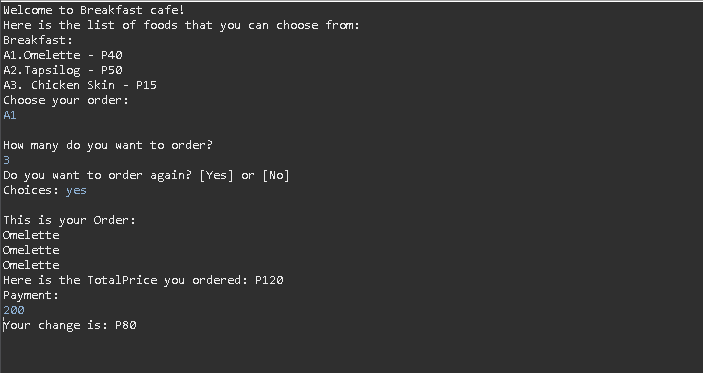 Welcome to Breakfast cafe!
Here is the list of foods that you can choose from:
Breakfast:
A1.Omelette - P40
A2.Tapsilog - P50
A3. Chicken Skin - P15
Choose your order:
A1
How many do you want to order?
3
Do you want to order again? [Yes] or [No]
Choices: yes
This is your Order:
Omelette
Omelette
Omelette
Here is the TotalPrice you ordered: P120
Payment:
200
Your change is: P80